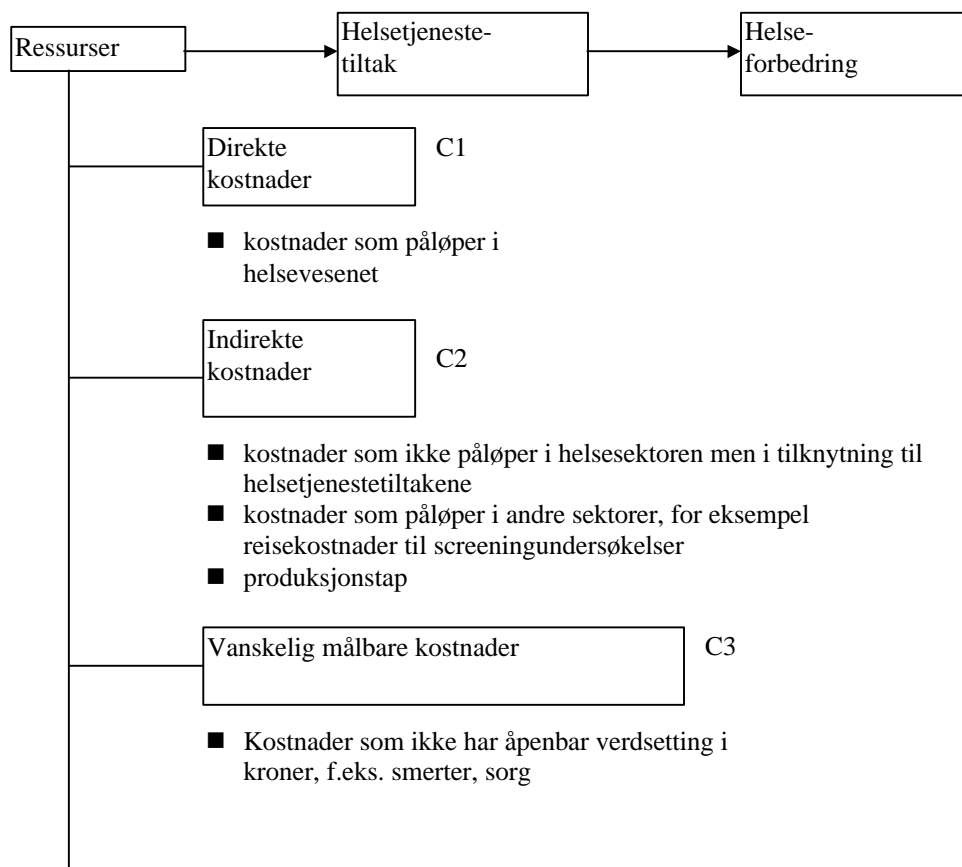 Ressurser
Helsetjeneste-
tiltak
Helse-
forbedring
Direkte
kostnader
C1
■ kostnader som påløper i
helsevesenet
Indirekte
kostnader
C2
■ kostnader som ikke påløper i helsesektoren men i tilknytning til
helsetjenestetiltakene
■ kostnader som påløper i andre sektorer, for eksempel
reisekostnader til screeningundersøkelser
■ produksjonstap
Vanskelig målbare kostnader
C3
■ Kostnader som ikke har åpenbar verdsetting i
kroner, f.eks. smerter, sorg